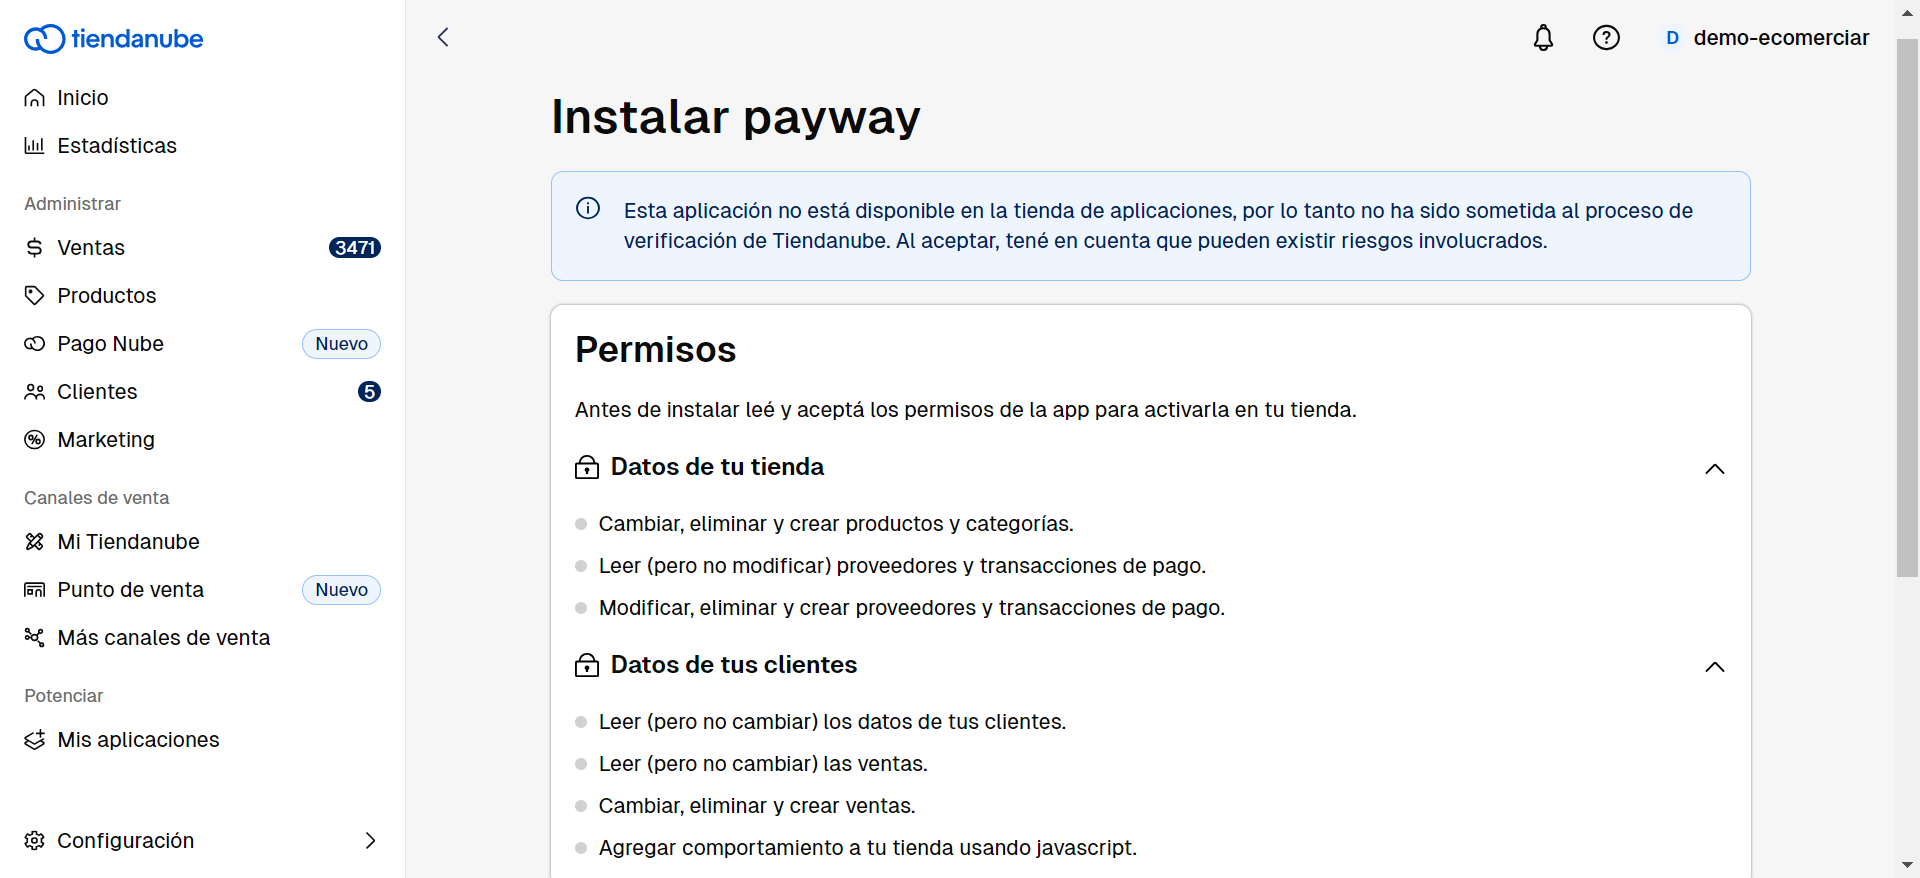 tiendanube
Inicio
Estadísticas
Administrar
Ventas 3471
Productos
Pago Nube Nuevo
Clientes 5
Marketing
Canales de venta
Mi Tiendanube
Punto de venta Nuevo
Más canales de venta
Potenciar
Mis aplicaciones
Configuración
D demo-ecomerciar
Instalar payway
Esta aplicación no está disponible en la tienda de aplicaciones, por lo tanto no ha sido sometida al proceso de
verificación de Tiendanube. Al aceptar, tené en cuenta que pueden existir riesgos involucrados.
Permisos
Antes de instalar leé y aceptá los permisos de la app para activarla en tu tienda.
Datos de tu tienda
Cambiar, eliminar y crear productos y categorías.
Leer (pero no modificar) proveedores y transacciones de pago.
Modificar, eliminar y crear proveedores y transacciones de pago.
Datos de tus clientes
Leer (pero no cambiar) los datos de tus clientes.
Leer (pero no cambiar) las ventas.
Cambiar, eliminar y crear ventas.
Agregar comportamiento a tu tienda usando javascript.